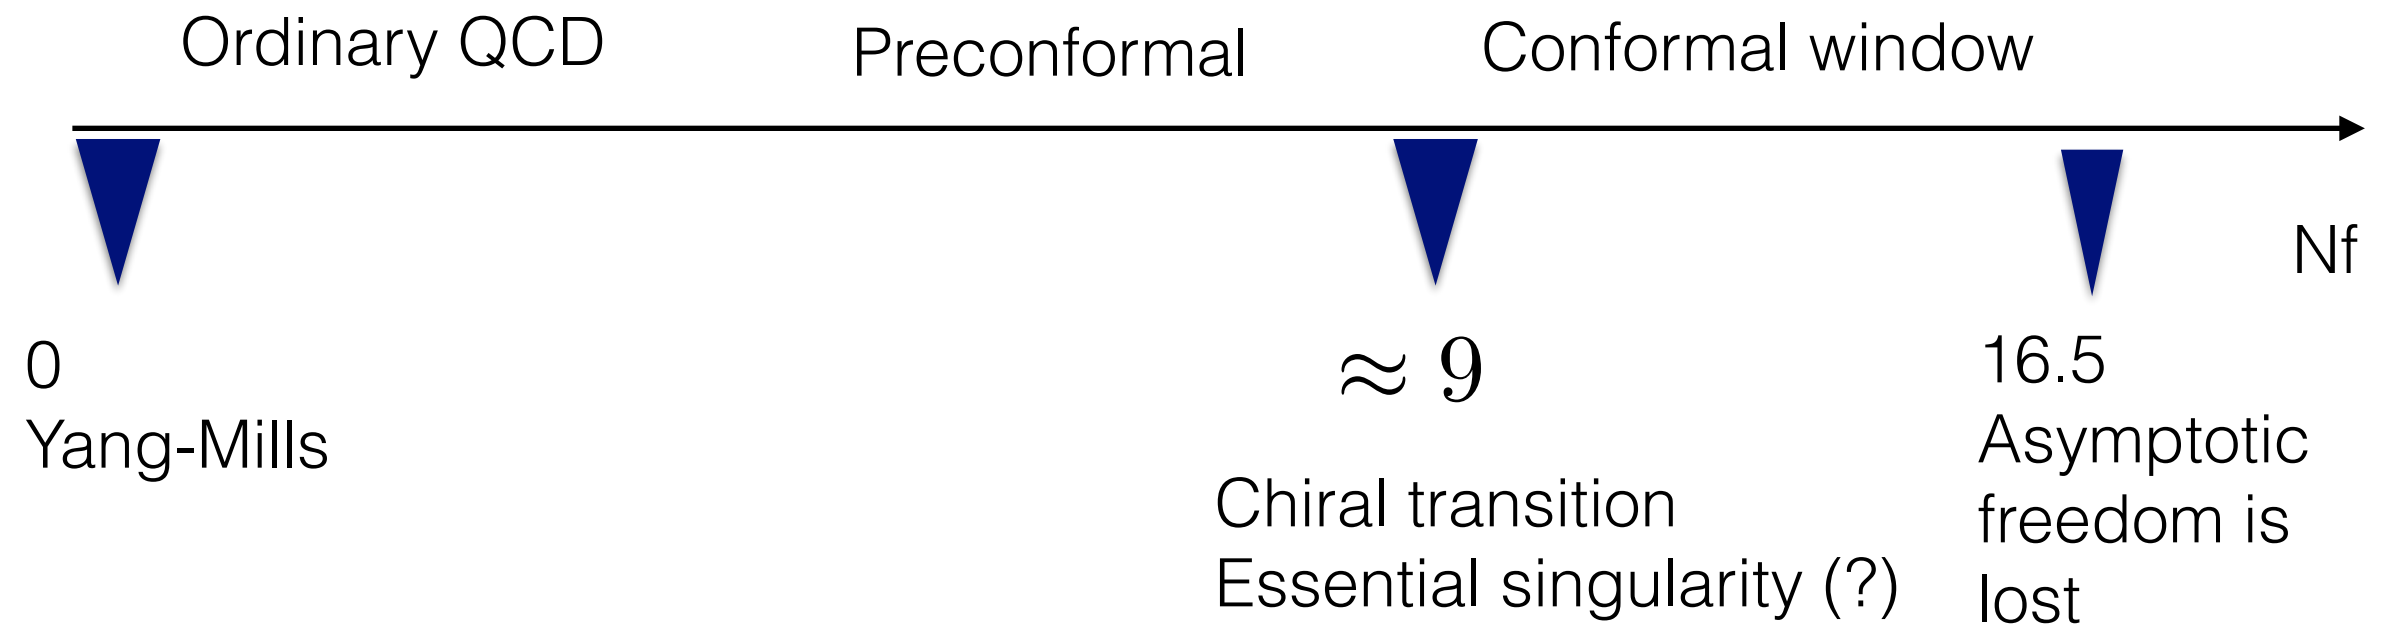 Ordinary QCD
Preconformal
Conformal window
Nf
0
Yang-Mills
≈ 9
Chiral transition
Essential singularity (?)
16.5
Asymptotic
freedom is
lost